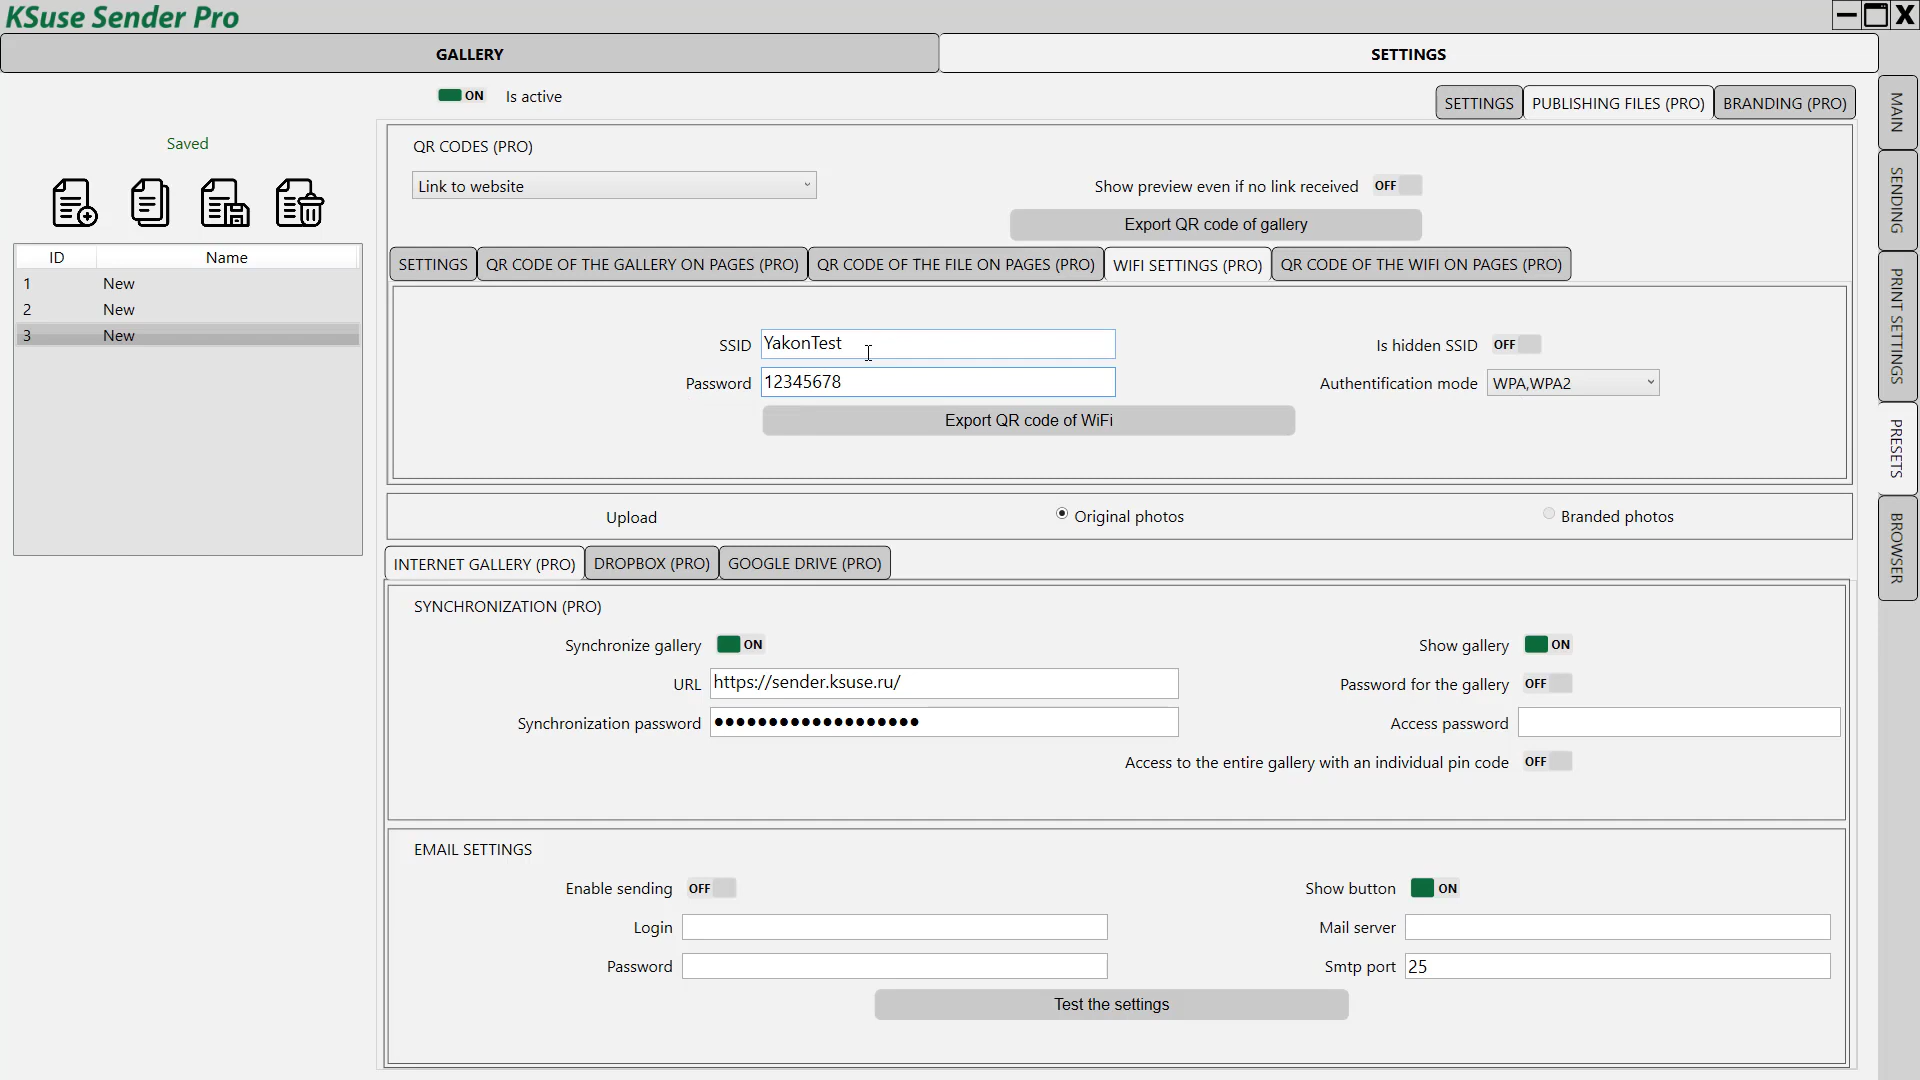 KSuse Sender Pro
GALLERY
SETTINGS
ON Is active
SETTINGS
PUBLISHING FILES (PRO)
BRANDING (PRO)
MAIN
SENDING
PRINT SETTINGS
PRESETS
BROWSER
Saved
ID Name
1 New
2 New
3 New
QR CODES (PRO)
Link to website
Show preview even if no link received OFF
Export QR code of gallery
SETTINGS
QR CODE OF THE GALLERY ON PAGES (PRO)
QR CODE OF THE FILE ON PAGES (PRO)
WIFI SETTINGS (PRO)
QR CODE OF THE WIFI ON PAGES (PRO)
SSID YakonTest
Is hidden SSID OFF
Password 12345678
Authentification mode WPA,WPA2
Export QR code of WiFi
Upload
Original photos
Branded photos
INTERNET GALLERY (PRO)
DROPBOX (PRO)
GOOGLE DRIVE (PRO)
SYNCHRONIZATION (PRO)
Synchronize gallery ON
Show gallery ON
URL https://sender.ksuse.ru/
Password for the gallery OFF
Synchronization password ●●●●●●●●●●●●●●●●●●●
Access password
Access to the entire gallery with an individual pin code OFF
EMAIL SETTINGS
Enable sending OFF
Show button ON
Login
Mail server
Password
Smtp port 25
Test the settings